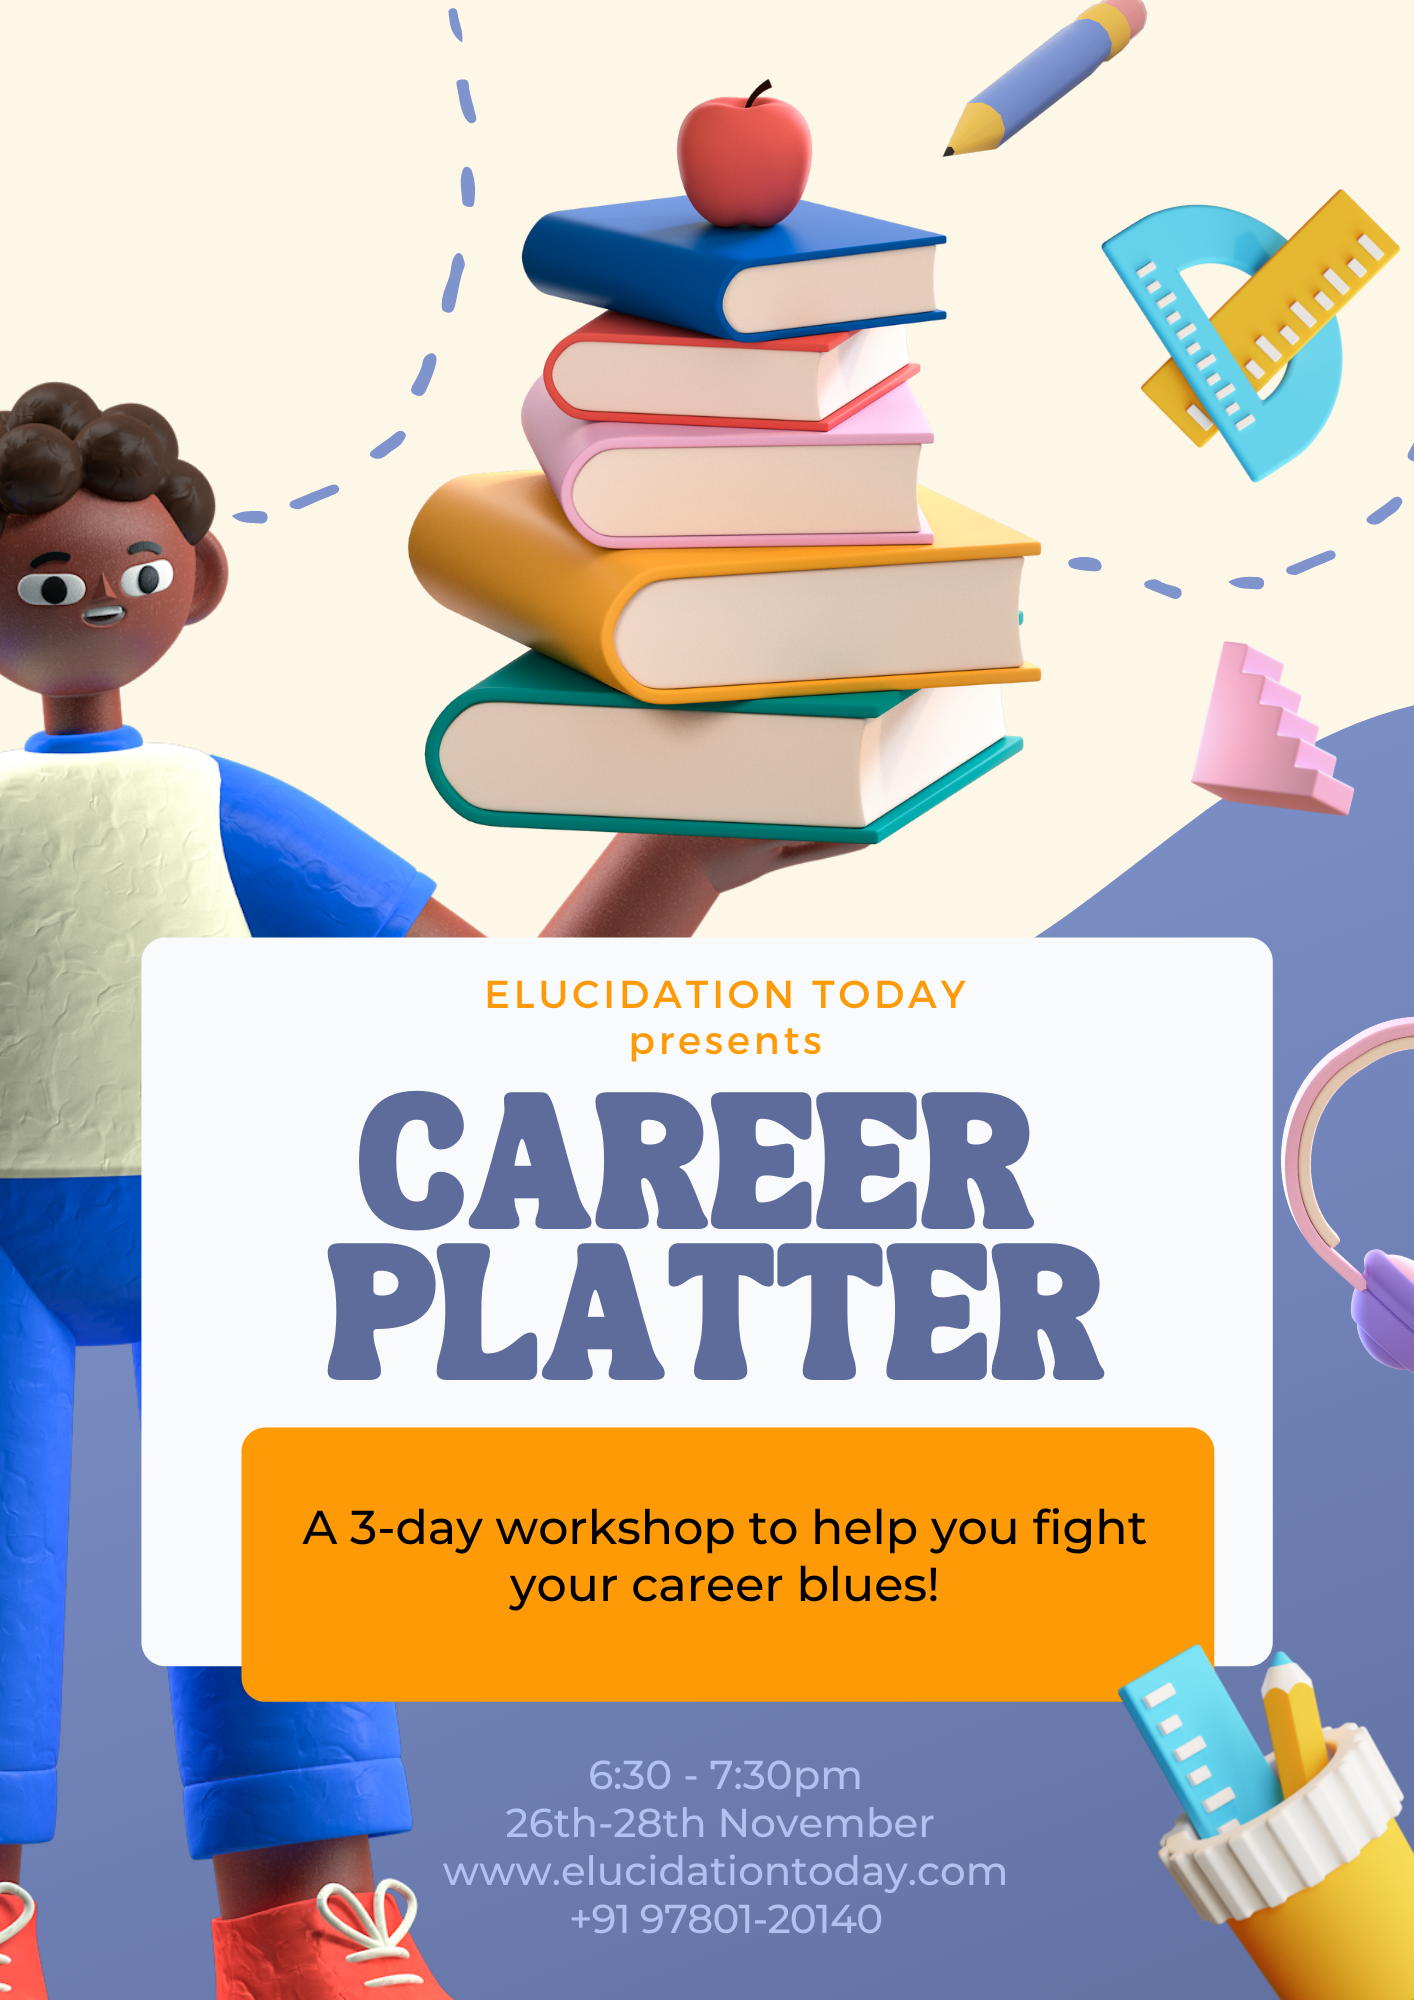 ELUCIDATION TODAY
presents
CAREER
PLATTER
A 3-day workshop to help you fight
your career blues!
6:30 - 7:30pm
26th-28th November
www.elucidationtoday.com
+91 97801-20140